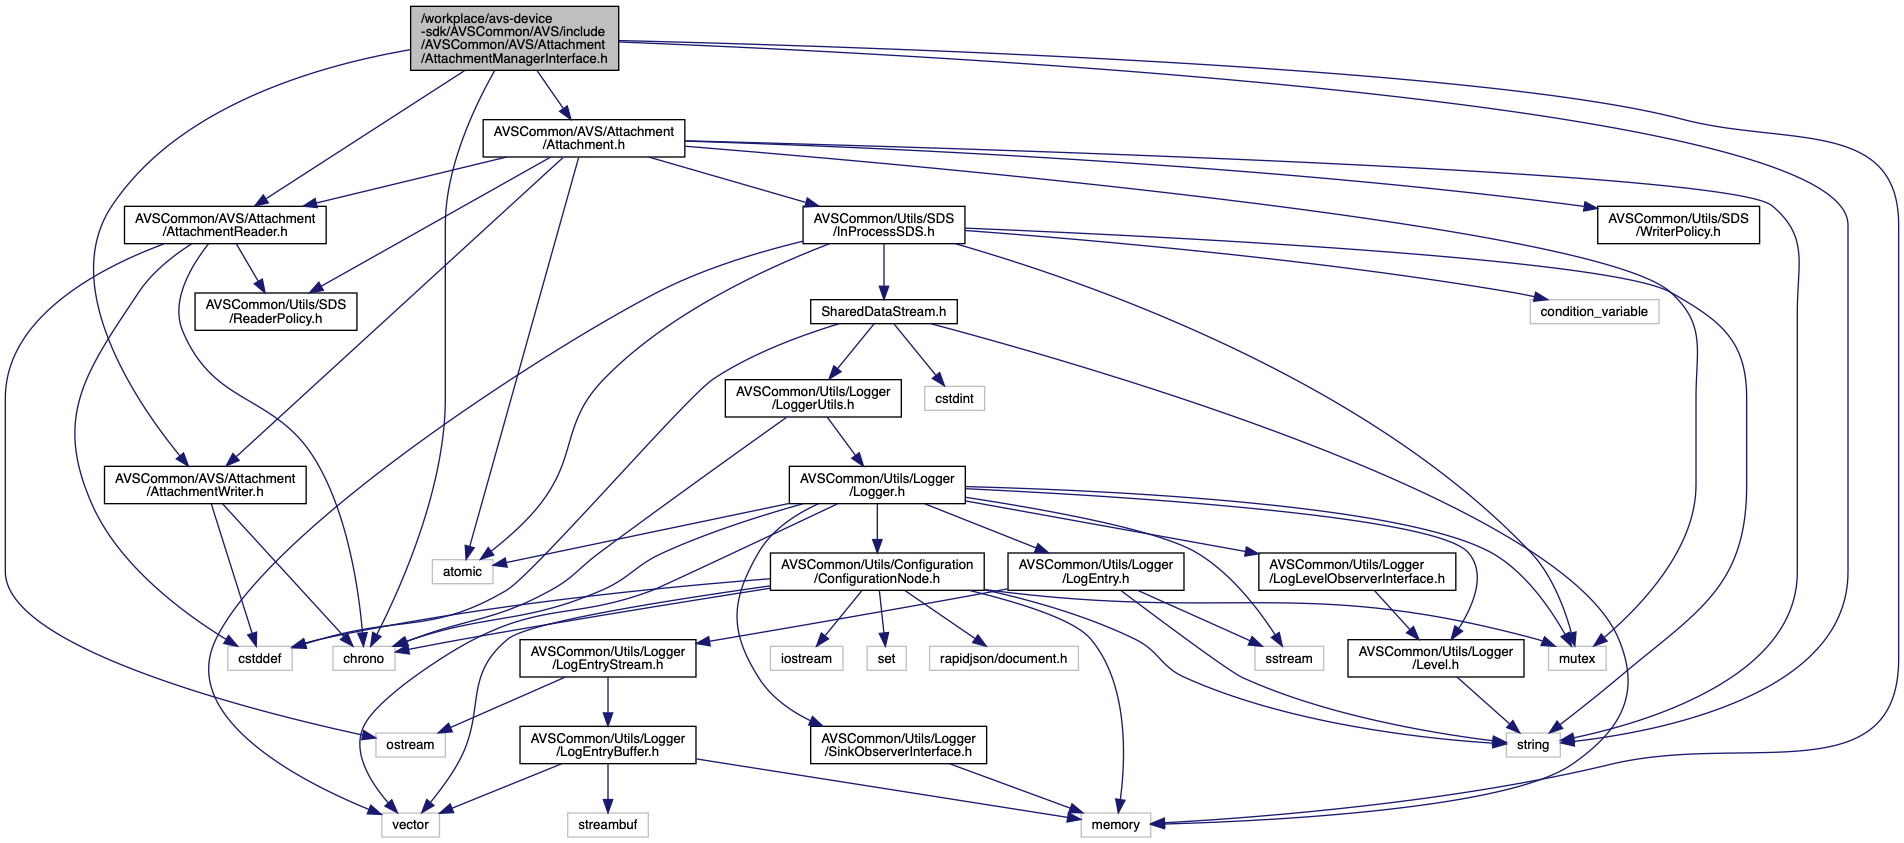 /workplace/avs-device
-sdk/AVSCommon/AVS/include
/AVSCommon/AVS/Attachment
/AttachmentManagerInterface.h
AVSCommon/AVS/Attachment
/Attachment.h
AVSCommon/AVS/Attachment
/AttachmentReader.h
AVSCommon/Utils/SDS
/InProcessSDS.h
AVSCommon/Utils/SDS
/WriterPolicy.h
AVSCommon/Utils/SDS
/ReaderPolicy.h
SharedDataStream.h
condition_variable
AVSCommon/Utils/Logger
/LoggerUtils.h
cstdint
AVSCommon/AVS/Attachment
/AttachmentWriter.h
AVSCommon/Utils/Logger
/Logger.h
atomic
AVSCommon/Utils/Configuration
/ConfigurationNode.h
AVSCommon/Utils/Logger
/LogEntry.h
AVSCommon/Utils/Logger
/LogLevelObserverInterface.h
cstddef
chrono
AVSCommon/Utils/Logger
/LogEntryStream.h
iostream
set
rapidjson/document.h
sstream
AVSCommon/Utils/Logger
/Level.h
mutex
ostream
AVSCommon/Utils/Logger
/LogEntryBuffer.h
AVSCommon/Utils/Logger
/SinkObserverInterface.h
string
vector
streambuf
memory